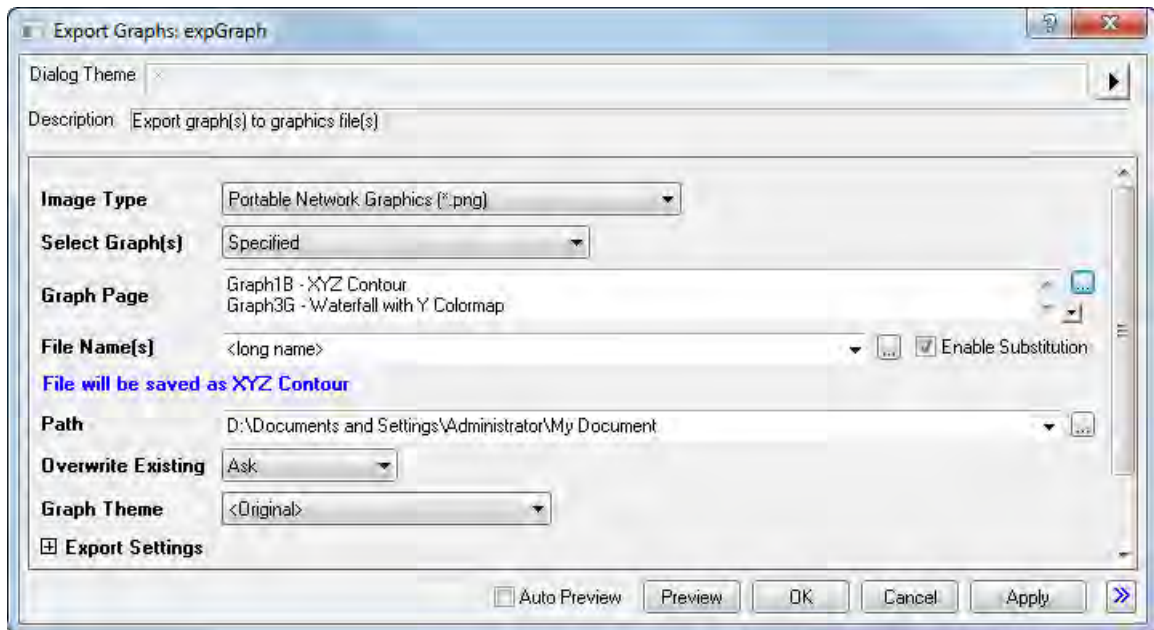 Export Graphs: expGraph
Dialog Theme *
Description Export graph(s) to graphics file(s)
Image Type Portable Network Graphics (*.png)
Select Graph(s) Specified
Graph Page Graph1B - XYZ Contour
Graph3G - Waterfall with Y Colormap
File Name(s) <long name> ... Enable Substitution
File will be saved as XYZ Contour
Path D:\Documents and Settings\Administrator\My Document ...
Overwrite Existing Ask
Graph Theme <Original>
Export Settings
Auto Preview Preview OK Cancel Apply